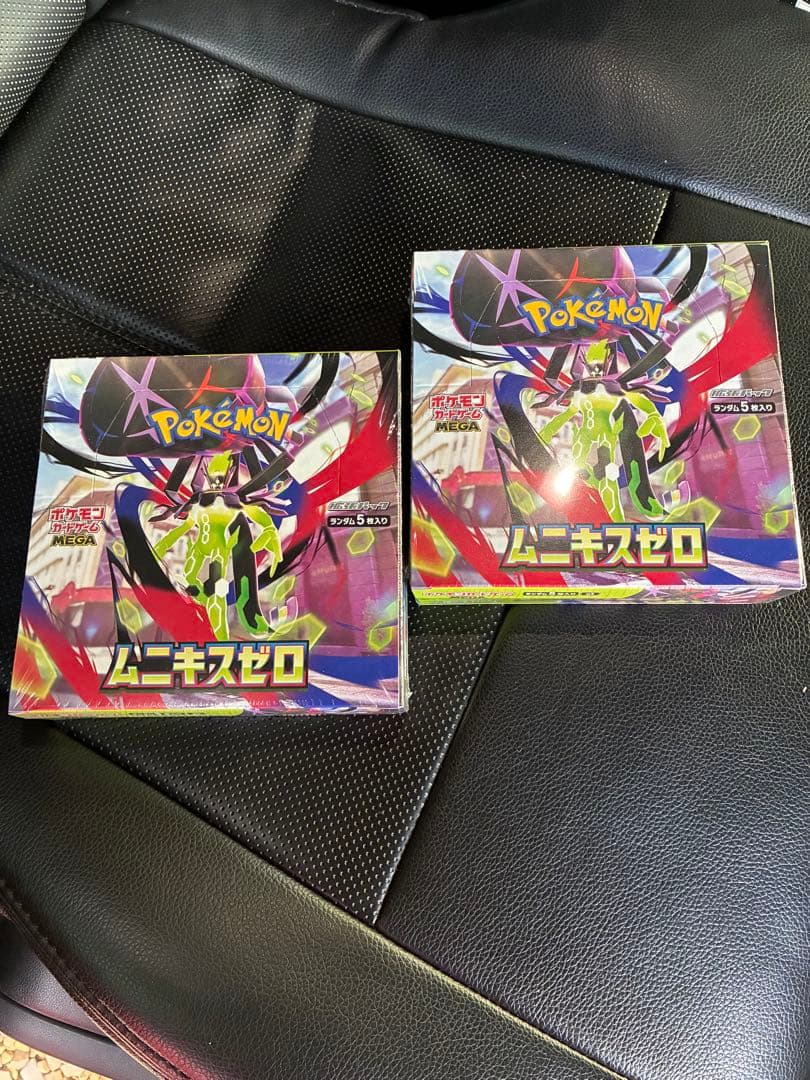 POKÉMON
ポケモン
カードゲーム
MEGA
拡張パック
ランダム5枚入り
ムニキスゼロ
POKÉMON
ポケモン
カードゲーム
MEGA
拡張パック
ランダム5枚入り
ムニキスゼロ